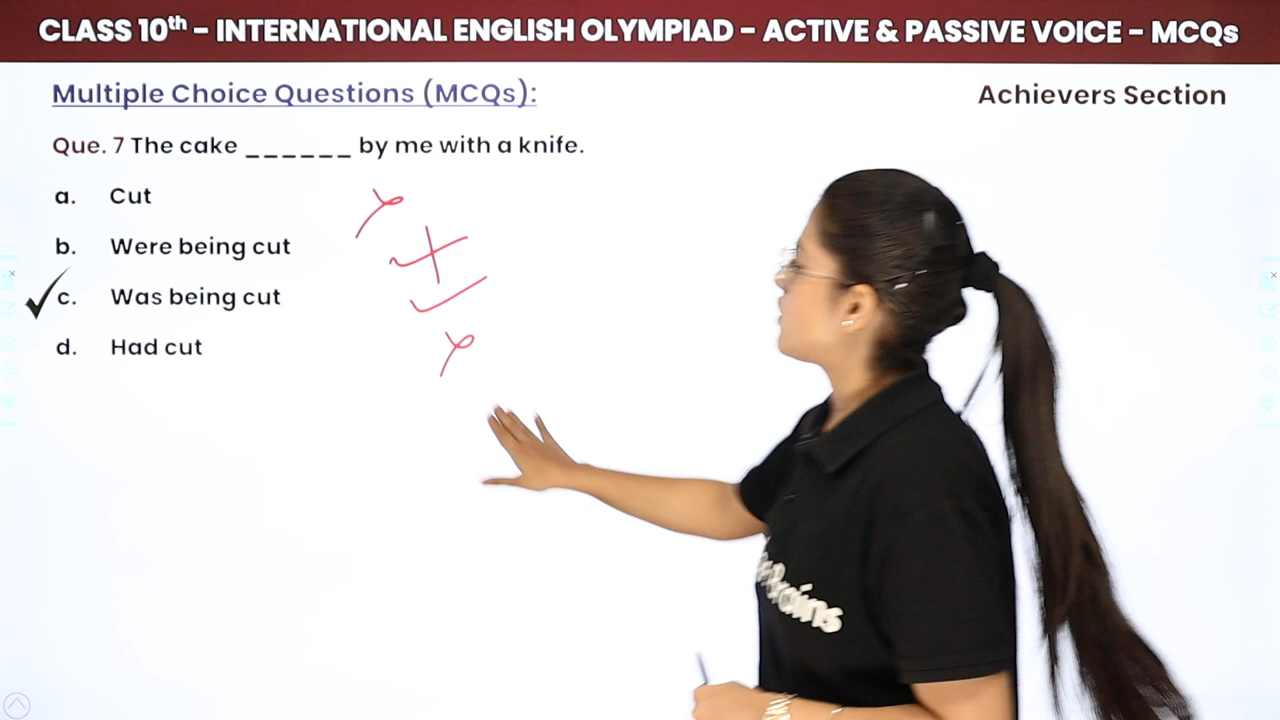 CLASS 10th – INTERNATIONAL ENGLISH OLYMPIAD – ACTIVE & PASSIVE VOICE – MCQs
Multiple Choice Questions (MCQs):
Achievers Section
Que. 7 The cake ______ by me with a knife.
a. Cut
b. Were being cut
c. Was being cut
d. Had cut
Brains